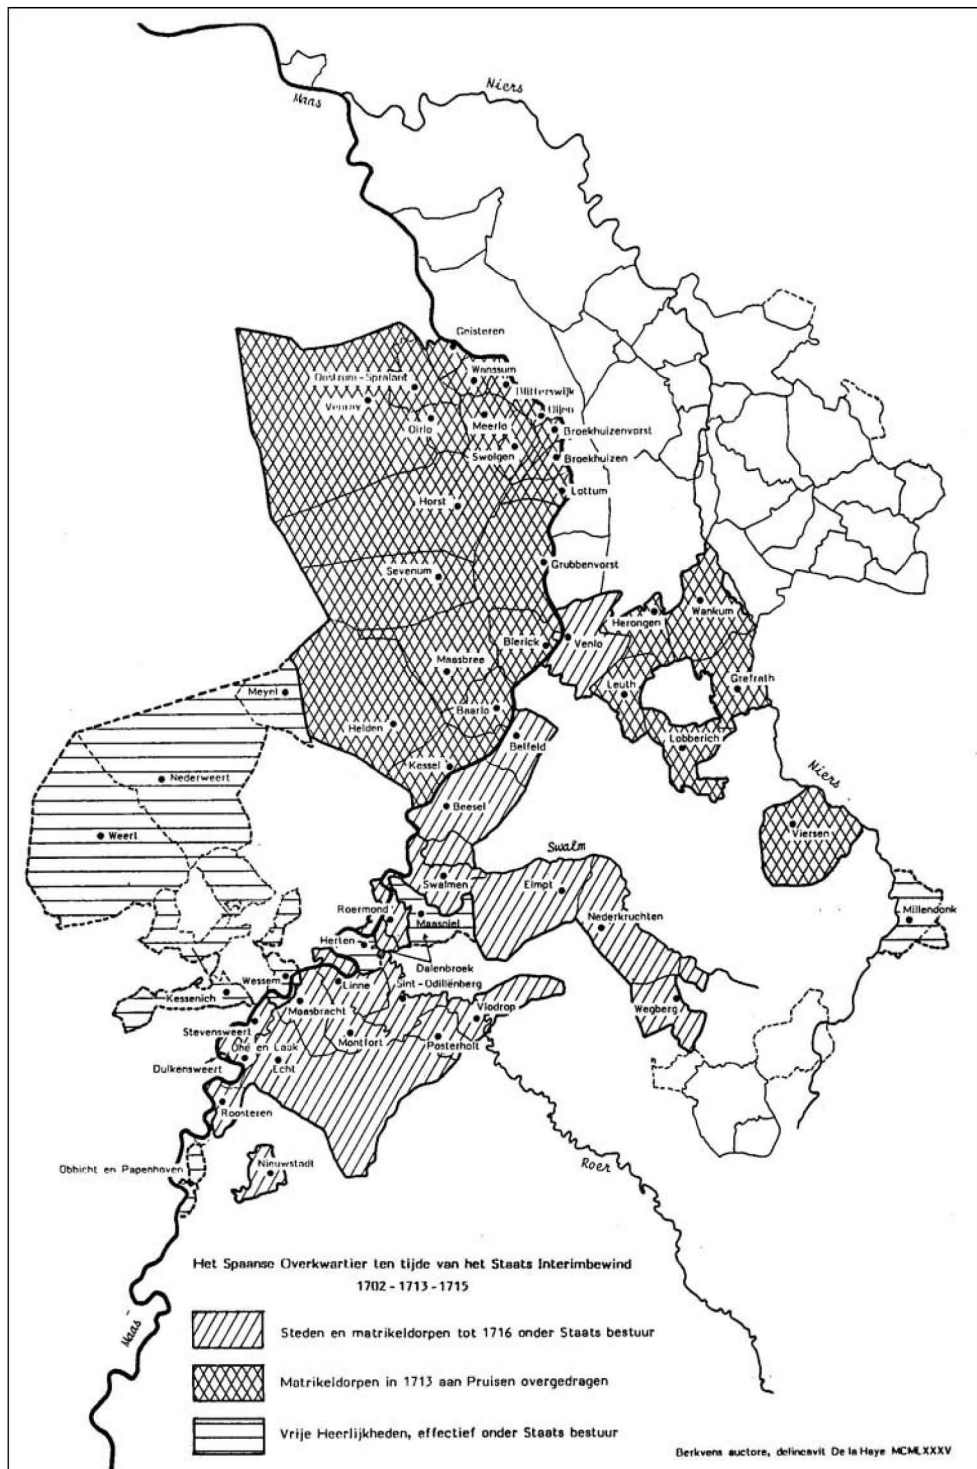 Maas
Niers
Geisteren
Oostrum-Spralant
Wanssum
Blitterswijk
Venray
Oijen
Oirlo
Meerlo
Broekhuizenvorst
Swolgen
Broekhuizen
Lottum
Horst
Grubbenvorst
Sevenum
Wankum
Herongen
Blerick
Venlo
Maasbree
Grefrath
Meyel
Leuth
Baarlo
Helden
Belfeld
Lobberich
Kessel
Niers
Nederweert
Beesel
Weert
Viersen
Swalm
Swalmen
Elmpt
Roermond
Maasniel
Nederkruchten
Millendonk
Herten
Dalenbroek
Wessem
Linne
Sint-Odiliënberg
Kessenich
Maasbracht
Vlodrop
Wegberg
Stevensweert
Montfort
Posterholt
Ohé en Laak
Echt
Dulkensweert
Roosteren
Obbicht en Papenhoven
Nieuwstadt
Roer
Het Spaanse Overkwartier ten tijde van het Staats Interimbewind
1702 - 1713 - 1715
Maas
Steden en matrikeldorpen tot 1716 onder Staats bestuur
Matrikeldorpen in 1713 aan Pruisen overgedragen
Vrije Heerlijkheden, effectief onder Staats bestuur
Berkvens auctore, delineavit De la Haye MCMLXXXV